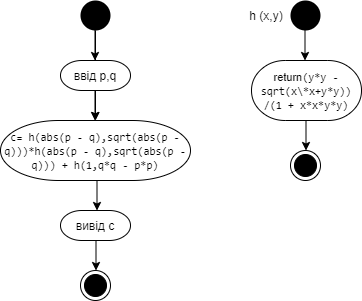 h (x,y)
ввід p,q
c= h(abs(p - q),sqrt(abs(p -
q)))*h(abs(p - q),sqrt(abs(p -
q))) + h(1,q*q - p*p)
вивід c
return(y*y -
sqrt(x\*x+y*y))
/(1 + x*x*y*y)